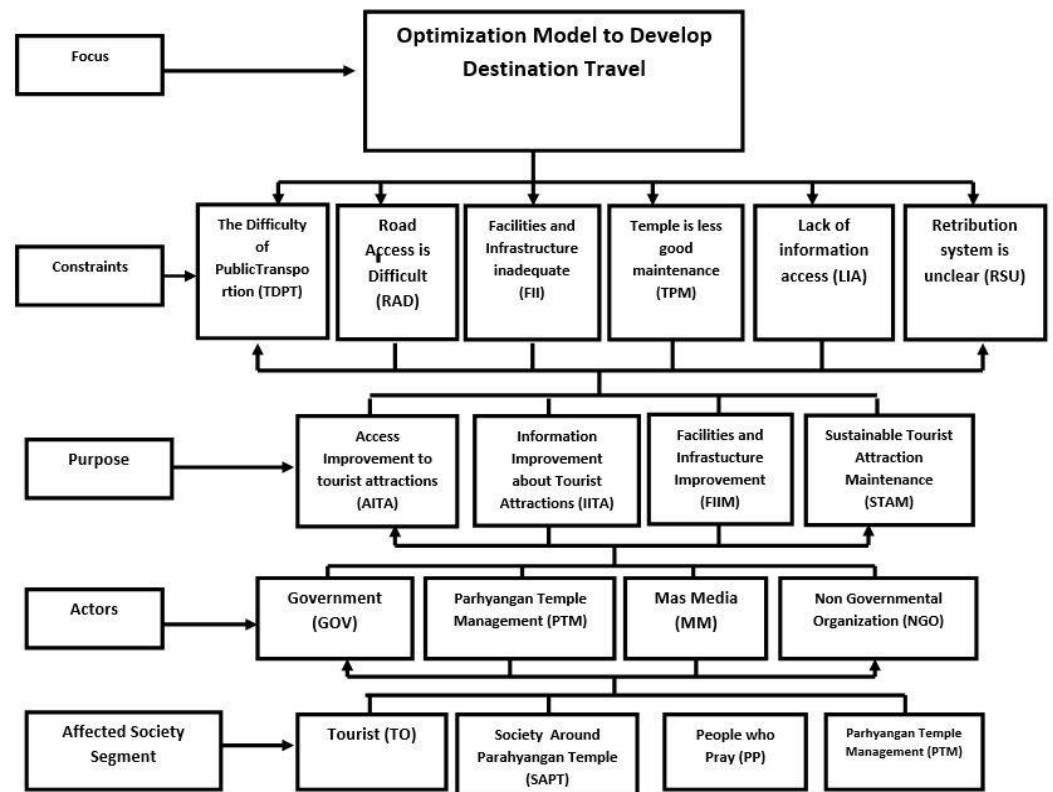 Focus
Optimization Model to Develop
Destination Travel
Constraints
The Difficulty
of
PublicTranspo
rtion (TDPT)
Road
Access is
Difficult
(RAD)
Facilities and
Infrastructure
inadequate
(FII)
Temple is less
good
maintenance
(TPM)
Lack of
information
access (LIA)
Retribution
system is
unclear (RSU)
Purpose
Access
Improvement to
tourist attractions
(AITA)
Information
Improvement
about Tourist
Attractions (IITA)
Facilities and
Infrastucture
Improvement
(FIIM)
Sustainable Tourist
Attraction
Maintenance
(STAM)
Actors
Government
(GOV)
Parhyangan Temple
Management (PTM)
Mas Media
(MM)
Non Governmental
Organization (NGO)
Affected Society
Segment
Tourist (TO)
Society Around
Parahyangan Temple
(SAPT)
People who
Pray (PP)
Parhyangan Temple
Management (PTM)